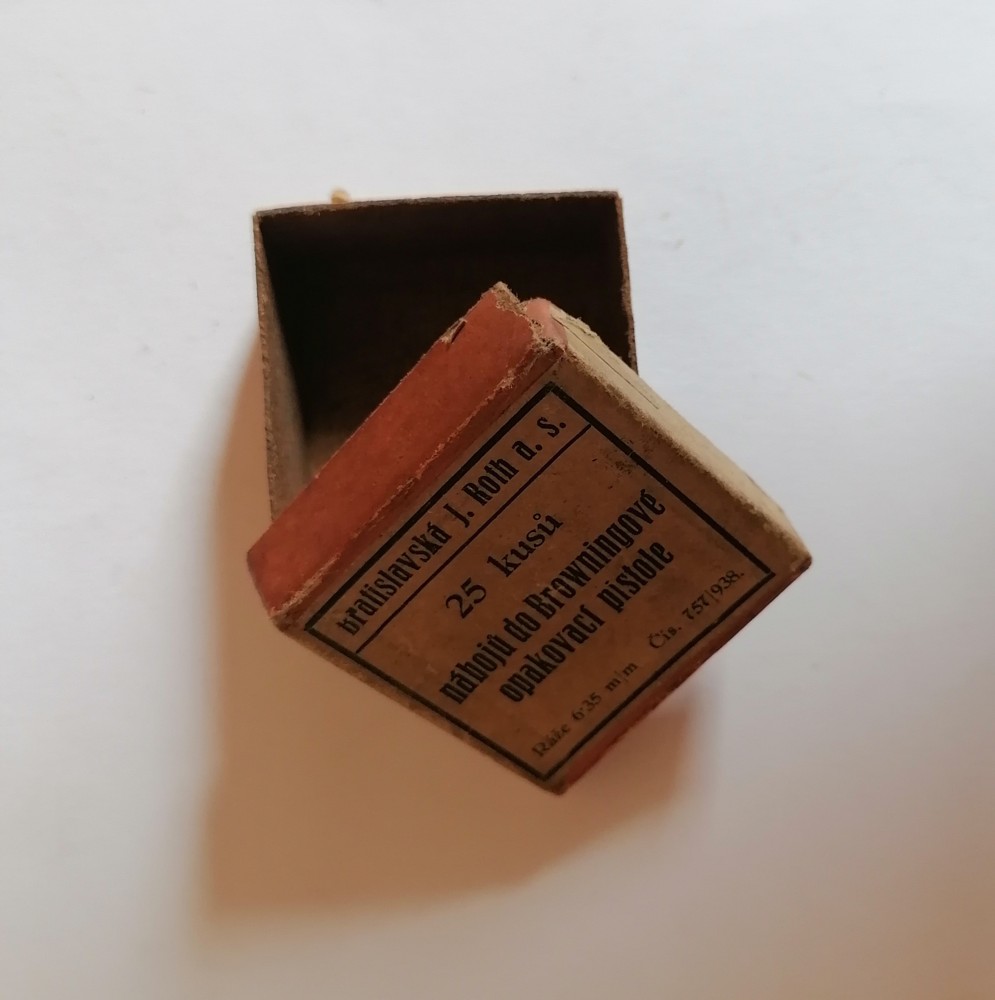 bratislavská J. Roth a. s.
25 kusů
nábojů do Browningové
opakovací pistole
Ráže 6·35 m/m Čís. 757/938.